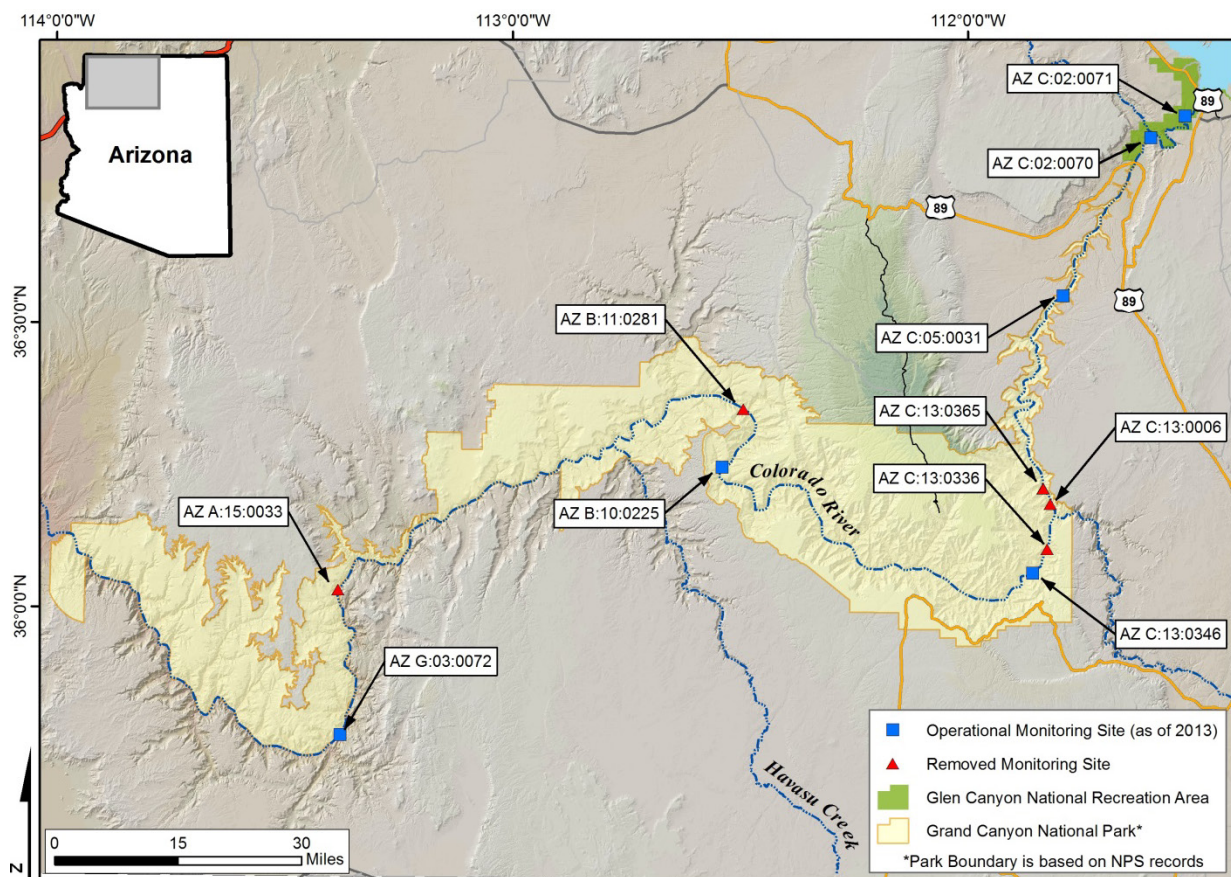 114°0'0"W
113°0'0"W
112°0'0"W
Arizona
AZ C:02:0071
89
AZ C:02:0070
89
36°30'0"N
AZ B:11:0281
AZ C:05:0031
89
AZ C:13:0365
AZ C:13:0006
AZ C:13:0336
Colorado River
AZ B:10:0225
AZ A:15:0033
36°0'0"N
AZ C:13:0346
AZ G:03:0072
Havasu Creek
Operational Monitoring Site (as of 2013)
Removed Monitoring Site
Glen Canyon National Recreation Area
Grand Canyon National Park*
*Park Boundary is based on NPS records
0 15 30
Miles
Z